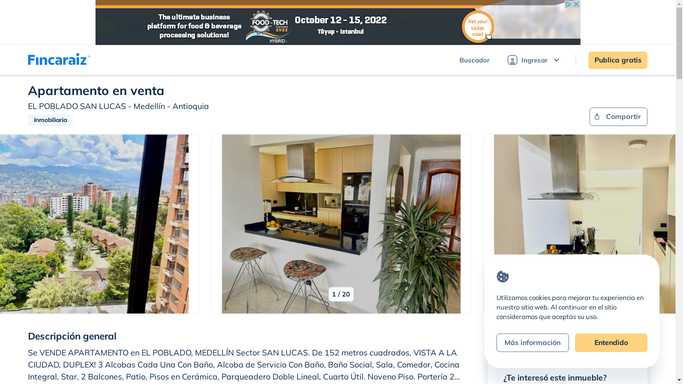 The ultimate business
platform for food & beverage
processing solutions!
FOOD-TECH
HYBRID
October 12 - 15, 2022
Tüyap - Istanbul
Fincaraiz
Buscador
Ingresar
Publica gratis
Apartamento en venta
EL POBLADO SAN LUCAS - Medellín - Antioquia
Inmobiliaria
Compartir
1 / 20
Utilizamos cookies para mejorar tu experiencia en
nuestro sitio web. Al continuar en el sitio
consideramos que aceptas su uso.
Más información
Entendido
Descripción general
Se VENDE APARTAMENTO en EL POBLADO, MEDELLÍN Sector SAN LUCAS. De 152 metros cuadrados, VISTA A LA
CIUDAD, DUPLEX! 3 Alcobas Cada Una Con Baño, Alcoba de Servicio Con Baño, Baño Social, Sala, Comedor, Cocina
Integral, Star, 2 Balcones, Patio, Pisos en Cerámica, Parqueadero Doble Lineal, Cuarto Útil. Noveno Piso. Portería 2...
¿Te interesó este inmueble?